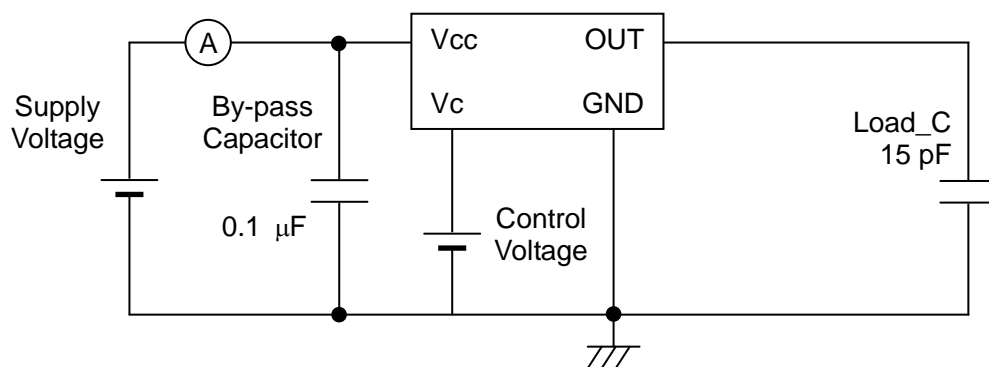 A
Vcc
OUT
Vc
GND
Supply
Voltage
By-pass
Capacitor
0.1 μF
Control
Voltage
Load_C
15 pF